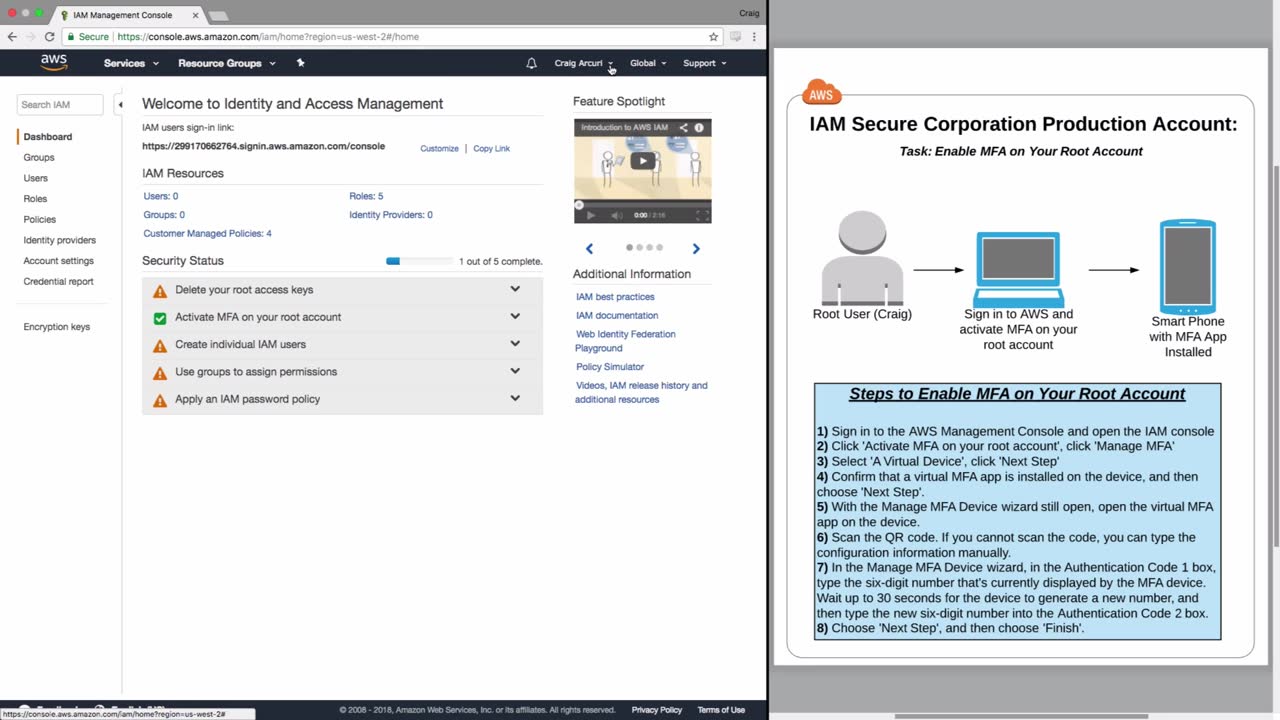 IAM Management Console
Craig
Secure
https://console.aws.amazon.com/iam/home?region=us-west-2#/home
aws
Services
Resource Groups
Craig Arcuri
Global
Support
Search IAM
Dashboard
Groups
Users
Roles
Policies
Identity providers
Account settings
Credential report
Encryption keys
Welcome to Identity and Access Management
IAM users sign-in link:
https://299170662764.signin.aws.amazon.com/console
Customize | Copy Link
IAM Resources
Users: 0
Roles: 5
Groups: 0
Identity Providers: 0
Customer Managed Policies: 4
Security Status
1 out of 5 complete.
Delete your root access keys
Activate MFA on your root account
Create individual IAM users
Use groups to assign permissions
Apply an IAM password policy
Feature Spotlight
Introduction to AWS IAM
0:00 / 2:16
Additional Information
IAM best practices
IAM documentation
Web Identity Federation
Playground
Policy Simulator
Videos, IAM release history and
additional resources
https://console.aws.amazon.com/iam/home?region=us-west-2#
© 2008 - 2018, Amazon Web Services, Inc. or its affiliates. All rights reserved.
Privacy Policy
Terms of Use
AWS
IAM Secure Corporation Production Account:
Task: Enable MFA on Your Root Account
Root User (Craig)
Sign in to AWS and
activate MFA on your
root account
Smart Phone
with MFA App
Installed
Steps to Enable MFA on Your Root Account
1) Sign in to the AWS Management Console and open the IAM console
2) Click 'Activate MFA on your root account', click 'Manage MFA'
3) Select 'A Virtual Device', click 'Next Step'
4) Confirm that a virtual MFA app is installed on the device, and then
choose 'Next Step'.
5) With the Manage MFA Device wizard still open, open the virtual MFA
app on the device.
6) Scan the QR code. If you cannot scan the code, you can type the
configuration information manually.
7) In the Manage MFA Device wizard, in the Authentication Code 1 box,
type the six-digit number that's currently displayed by the MFA device.
Wait up to 30 seconds for the device to generate a new number, and
then type the new six-digit number into the Authentication Code 2 box.
8) Choose 'Next Step', and then choose 'Finish'.